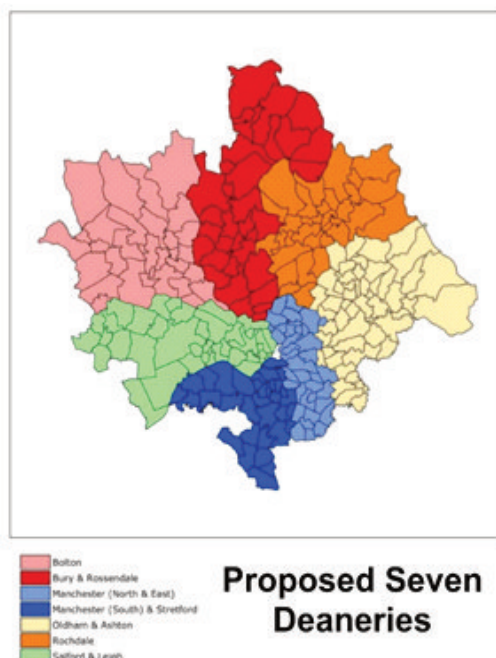 Bolton
Bury & Rossendale
Manchester (North & East)
Manchester (South) & Stretford
Oldham & Ashton
Rochdale
Salford & Leigh
Proposed Seven
Deaneries